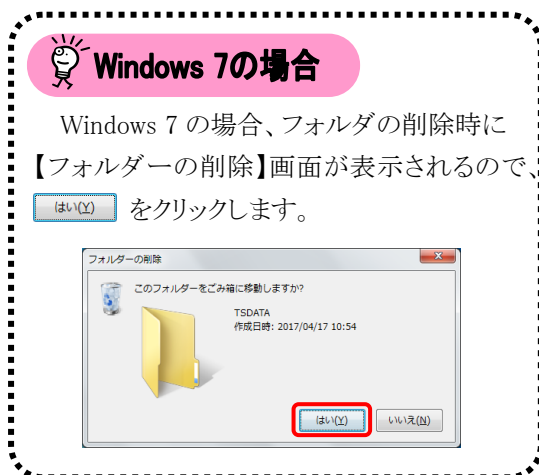 Windows 7の場合
Windows 7 の場合、フォルダの削除時に
【フォルダーの削除】画面が表示されるので、
はい(Y) をクリックします。
フォルダーの削除
このフォルダーをごみ箱に移動しますか?
TSDATA
作成日時: 2017/04/17 10:54
はい(Y) いいえ(N)